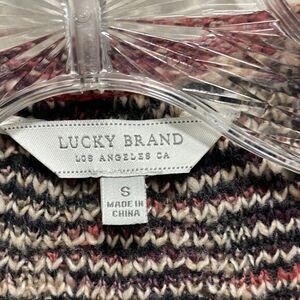 LUCKY BRAND
LOS ANGELES CA
S
MADE IN
CHINA